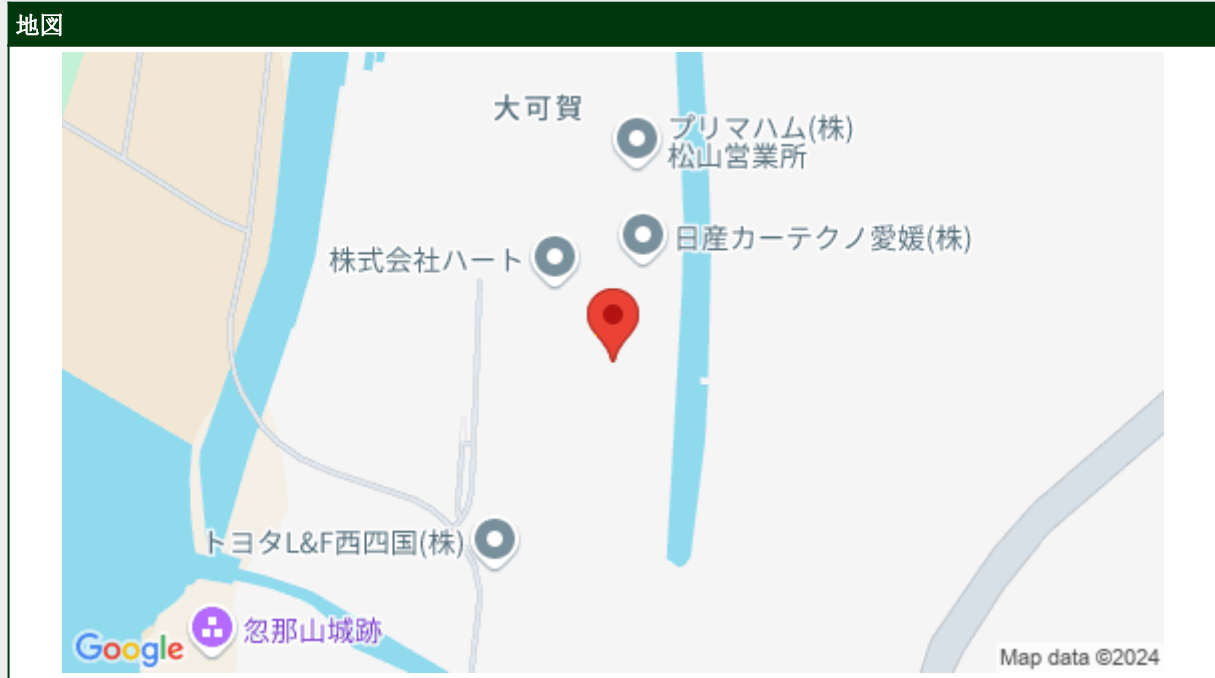 地図
大可賀
プリマハム(株)
松山営業所
日産カーテクノ愛媛(株)
株式会社ハート
トヨタL&F西四国(株)
忽那山城跡
Google
Map data ©2024